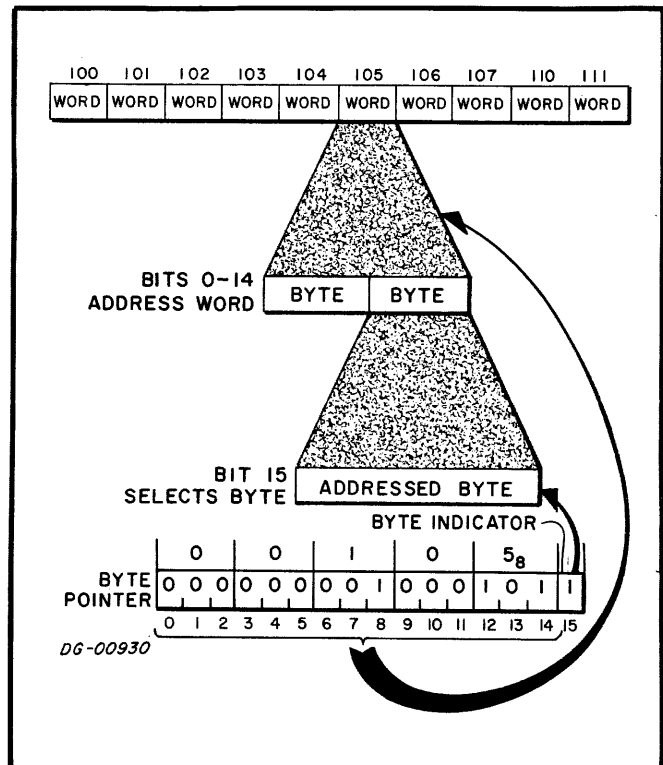 100 101 102 103 104 105 106 107 110 111
WORD WORD WORD WORD WORD WORD WORD WORD WORD WORD
BITS 0-14
ADDRESS WORD
BYTE BYTE
BIT 15
SELECTS BYTE
ADDRESSED BYTE
BYTE INDICATOR
0 0 1 0 5₈
BYTE
POINTER
0 0 0 0 0 0 0 0 1 0 0 0 1 0 1 1
0 1 2 3 4 5 6 7 8 9 10 11 12 13 14 15
DG-00930